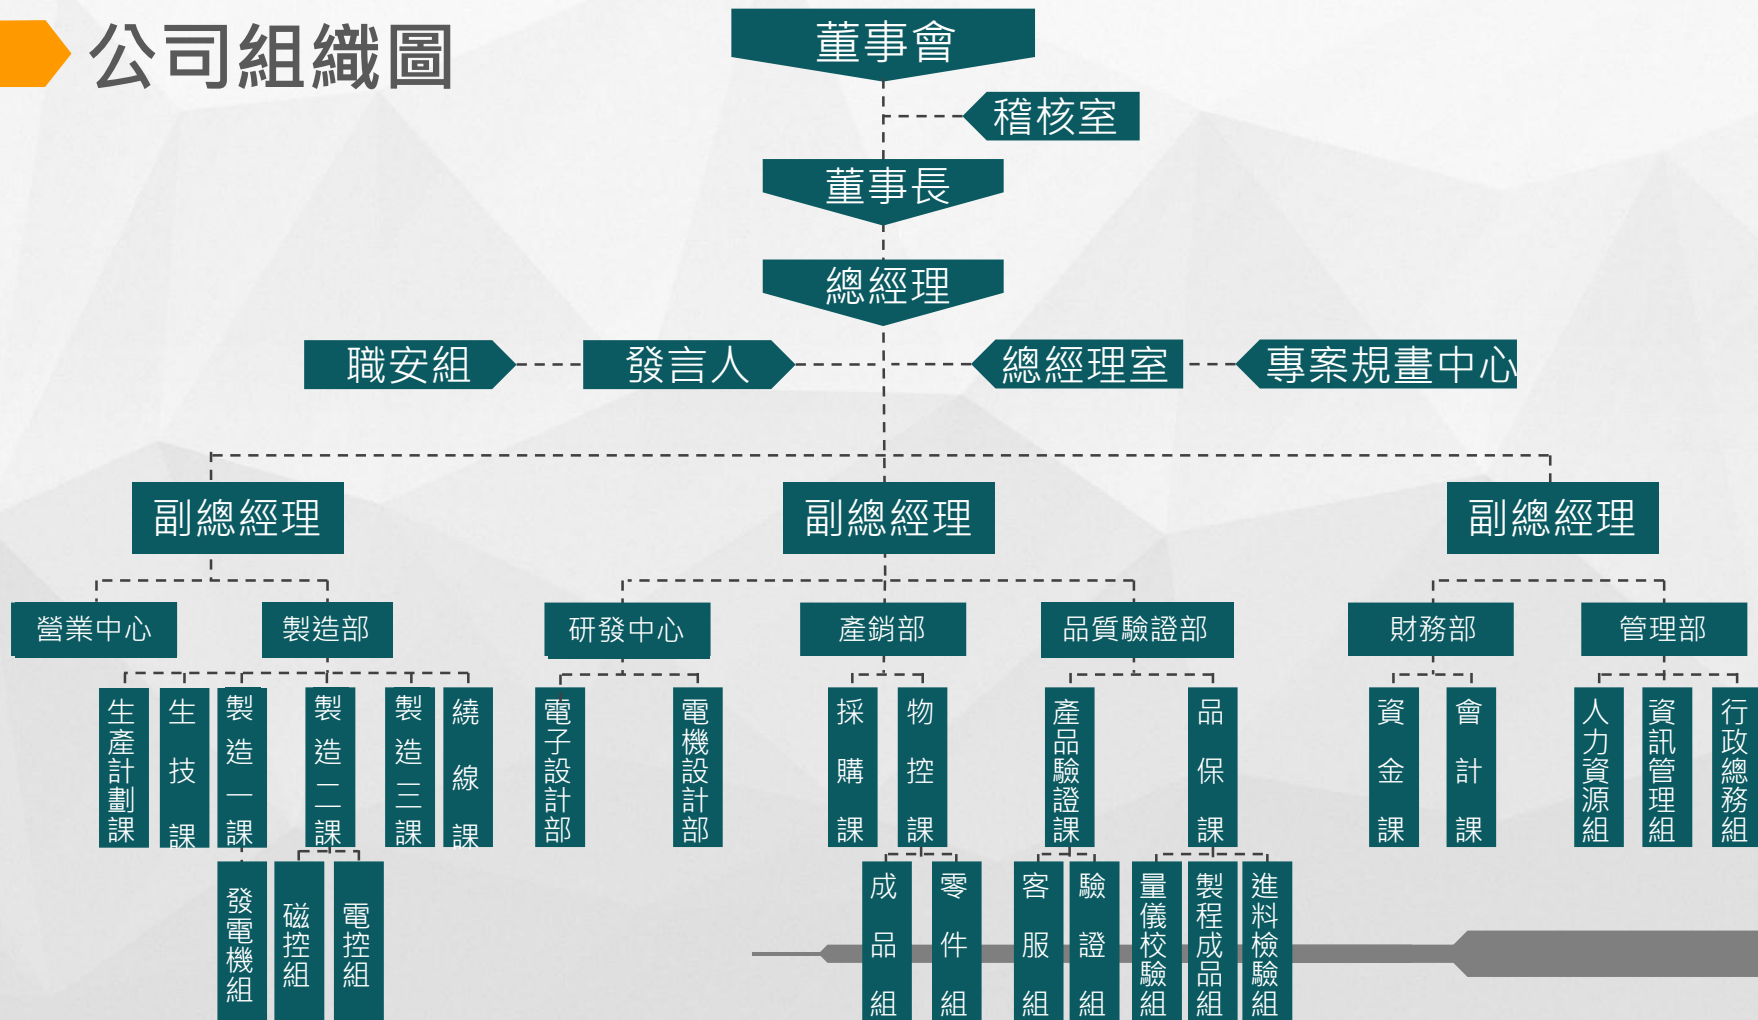 公司組織圖
董事會
稽核室
董事長
總經理
職安組
發言人
總經理室
專案規畫中心
副總經理
副總經理
副總經理
營業中心
製造部
研發中心
產銷部
品質驗證部
財務部
管理部
生產計劃課
生技課
製造一課
製造二課
製造三課
繞線課
電子設計部
電機設計部
採購課
物控課
產品驗證課
品保課
資金課
會計課
人力資源組
資訊管理組
行政總務組
發電機組
磁控組
電控組
成品組
零件組
客服組
驗證組
量儀校驗組
製程成品組
進料檢驗組